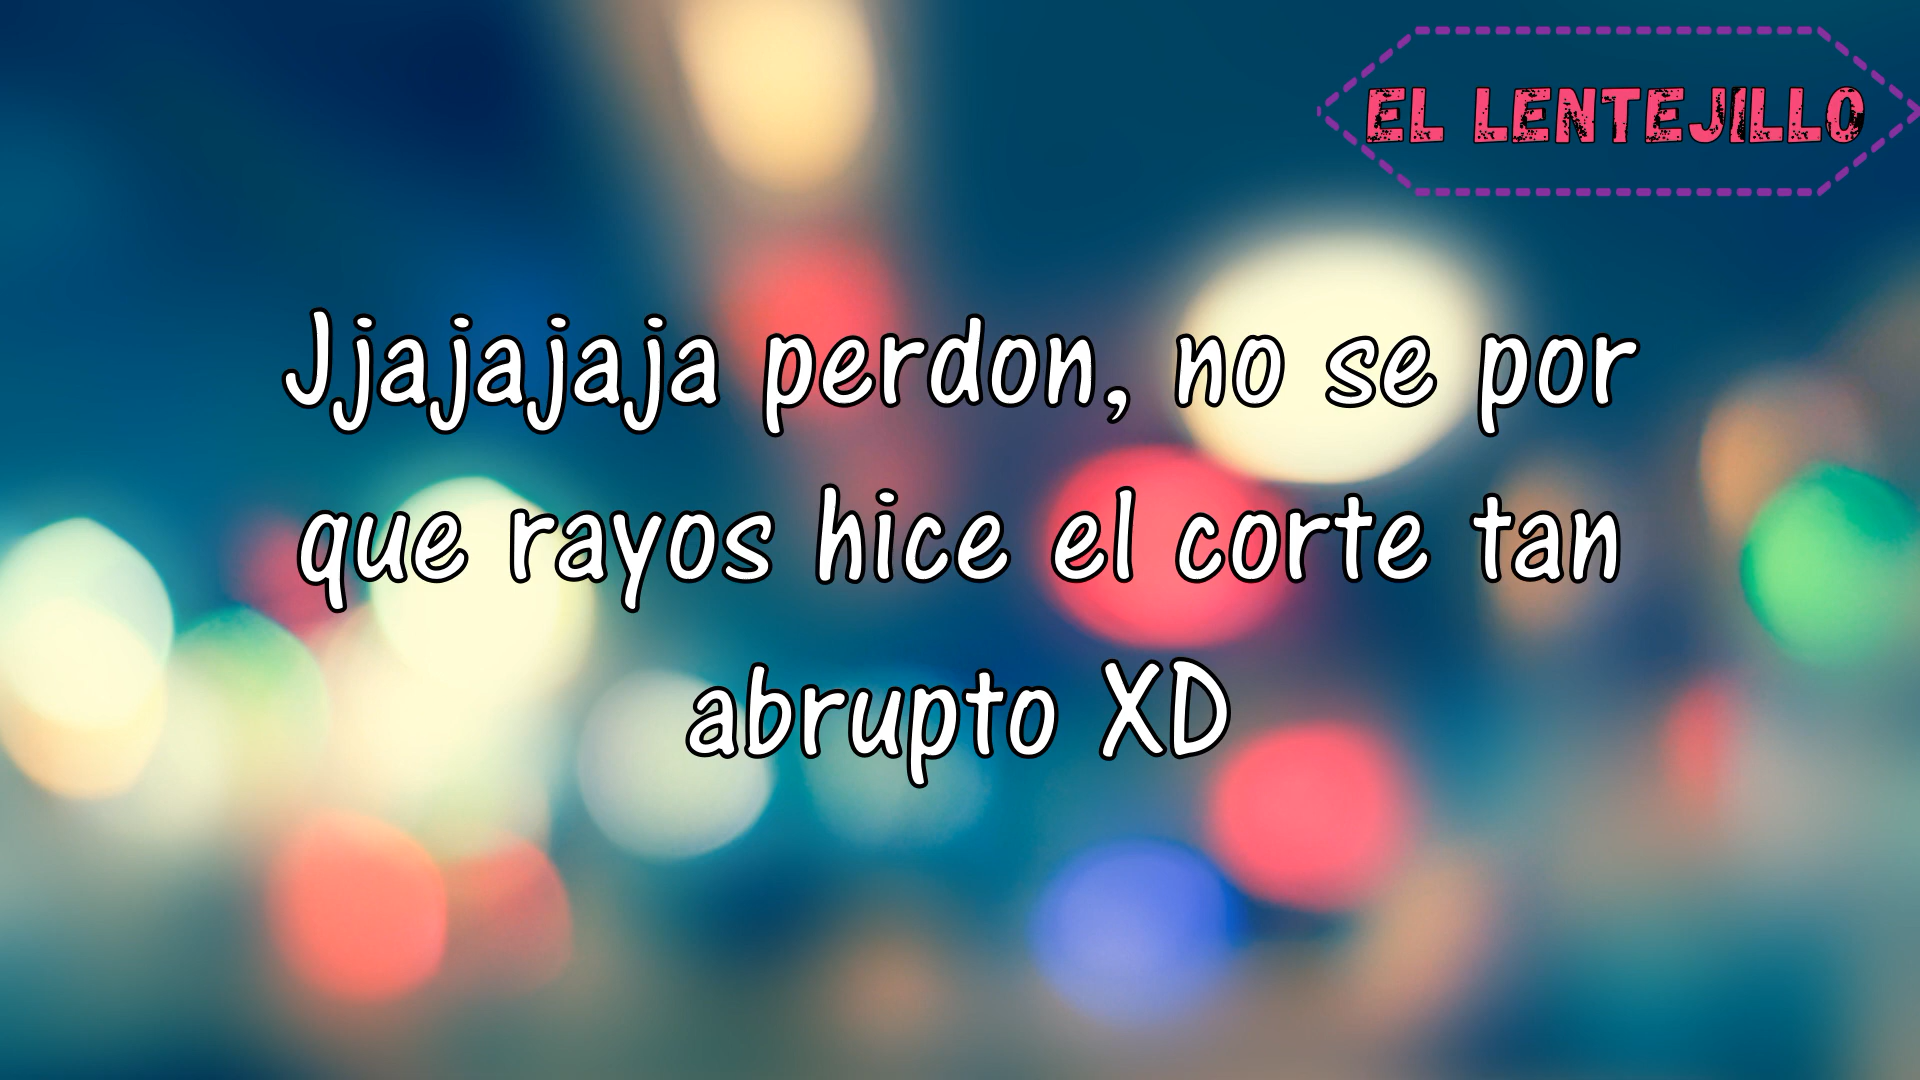 EL LENTEJILLO
Jjajajaja perdon, no se por
que rayos hice el corte tan
abrupto XD